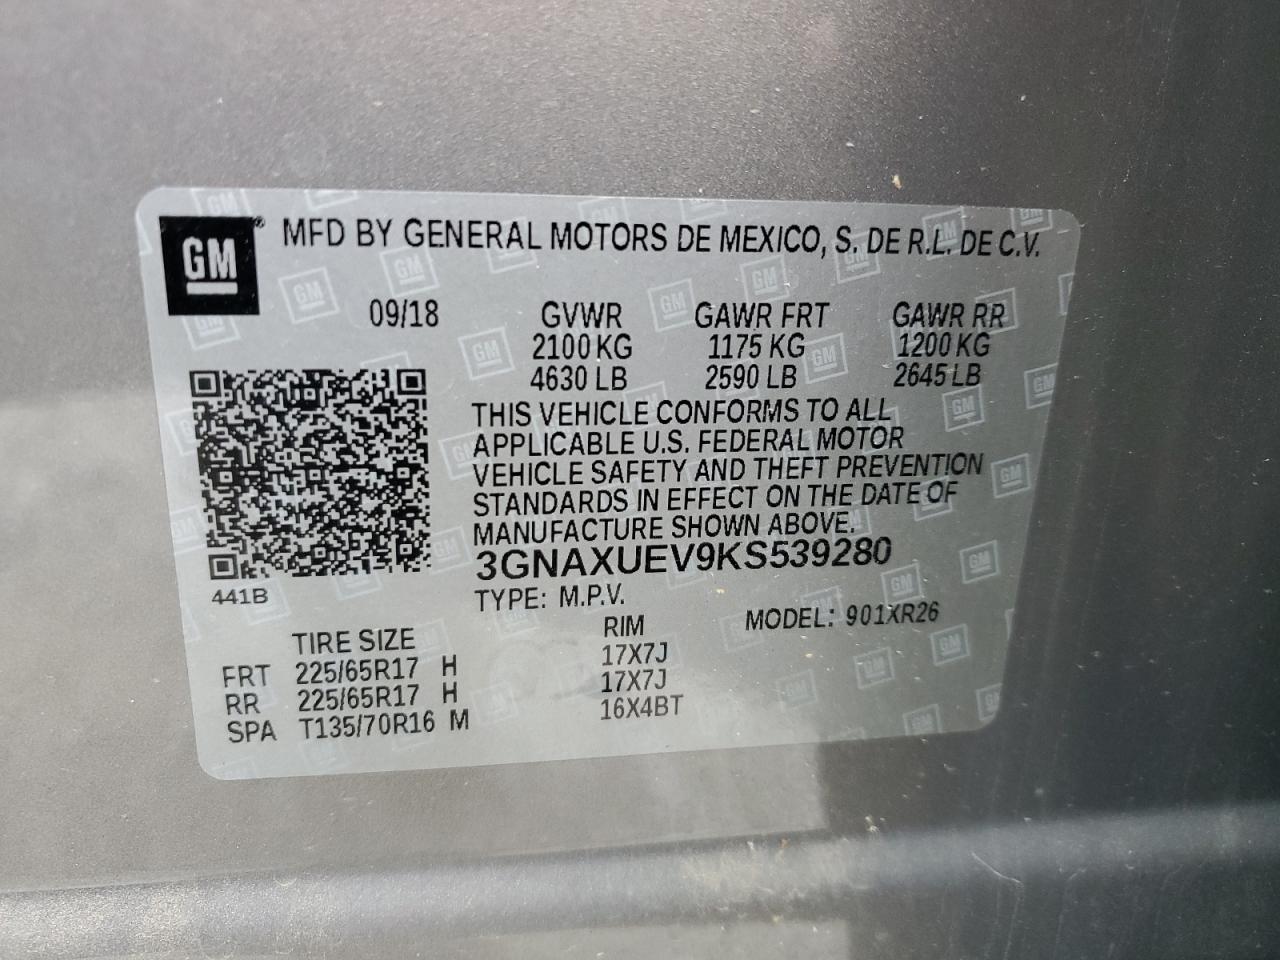 GM ® MFD BY GENERAL MOTORS DE MEXICO, S. DE R.L. DE C.V.
09/18 GVWR GAWR FRT GAWR RR
2100 KG 1175 KG 1200 KG
4630 LB 2590 LB 2645 LB
THIS VEHICLE CONFORMS TO ALL
APPLICABLE U.S. FEDERAL MOTOR
VEHICLE SAFETY AND THEFT PREVENTION
STANDARDS IN EFFECT ON THE DATE OF
MANUFACTURE SHOWN ABOVE.
3GNAXUEV9KS539280
441B
TYPE: M.P.V. MODEL: 901XR26
TIRE SIZE RIM
FRT 225/65R17 H 17X7J
RR 225/65R17 H 17X7J
SPA T135/70R16 M 16X4BT